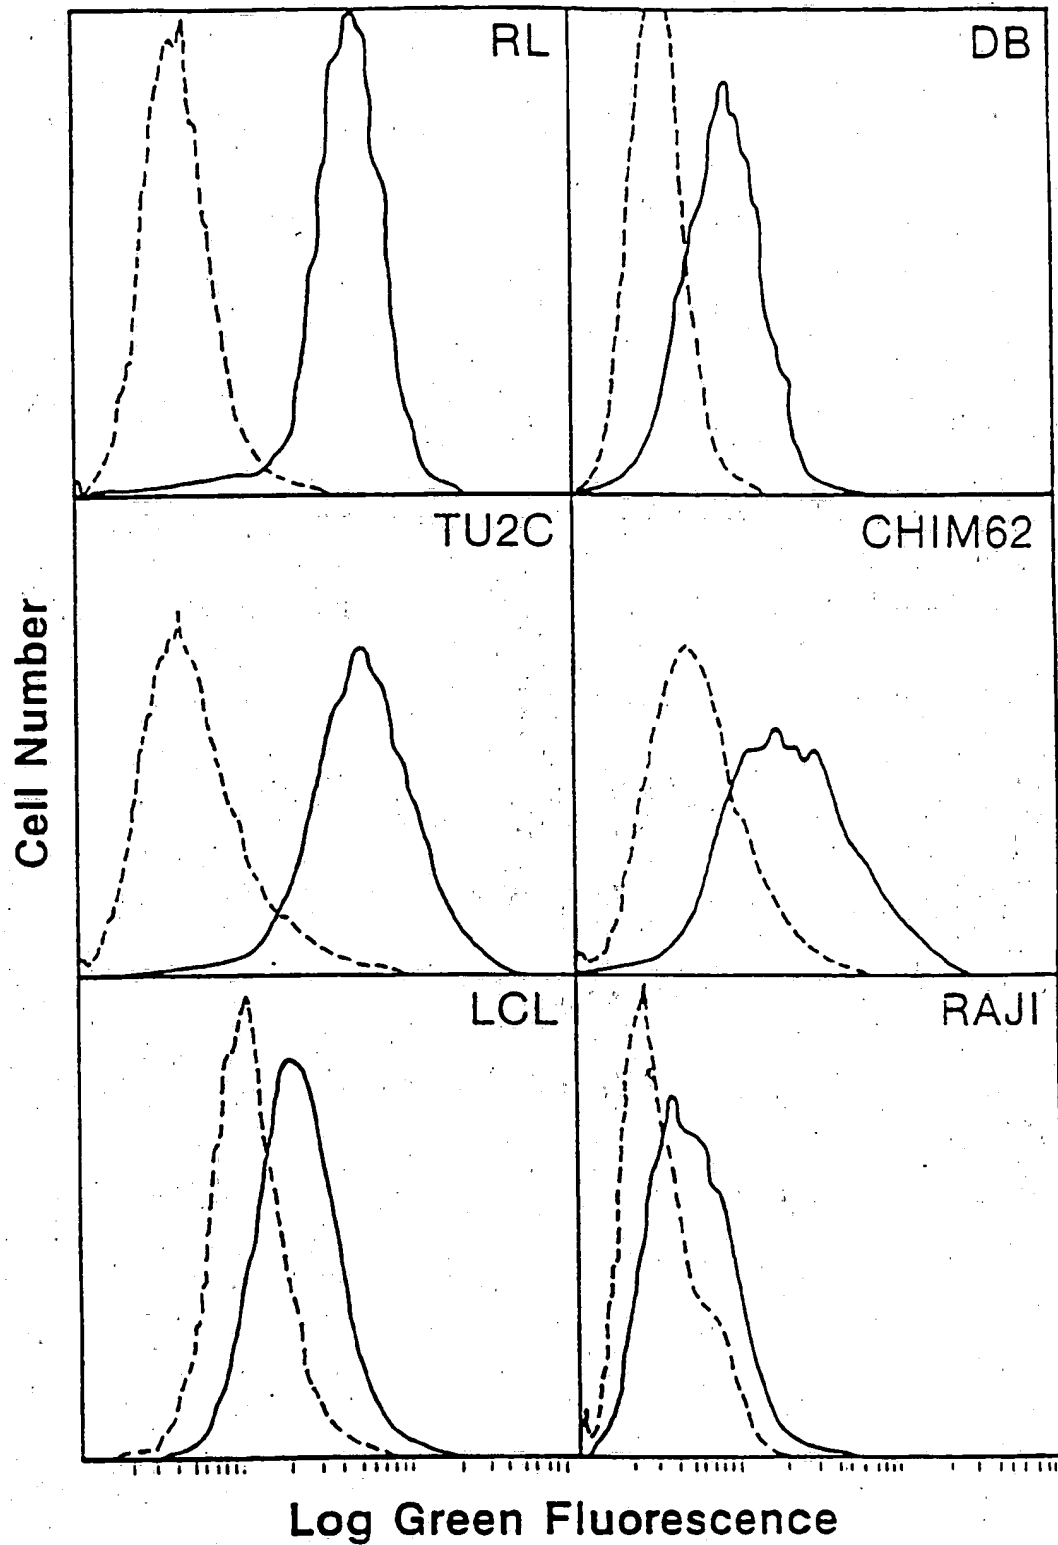 RL
DB
TU2C
CHIM62
LCL
RAJI
Cell Number
Log Green Fluorescence